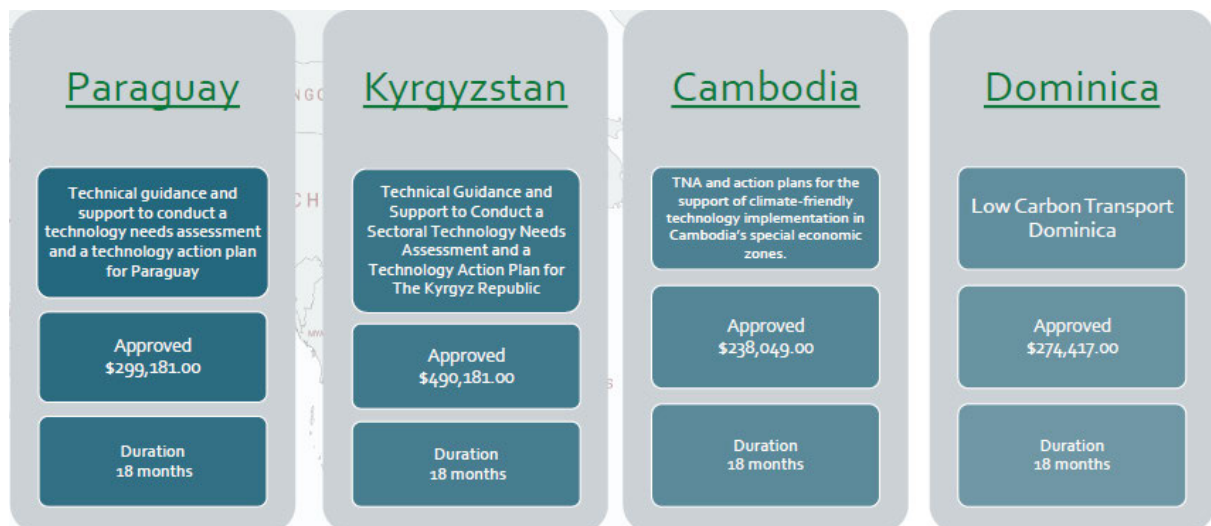 Paraguay
Technical guidance and
support to conduct a
technology needs assessment
and a technology action plan
for Paraguay
Approved
$299,181.00
Duration
18 months
Kyrgyzstan
Technical Guidance and
Support to Conduct a
Sectoral Technology Needs
Assessment and a
Technology Action Plan for
The Kyrgyz Republic
Approved
$490,181.00
Duration
18 months
Cambodia
TNA and action plans for the
support of climate-friendly
technology implementation in
Cambodia's special economic
zones.
Approved
$238,049.00
Duration
18 months
Dominica
Low Carbon Transport
Dominica
Approved
$274,417.00
Duration
18 months